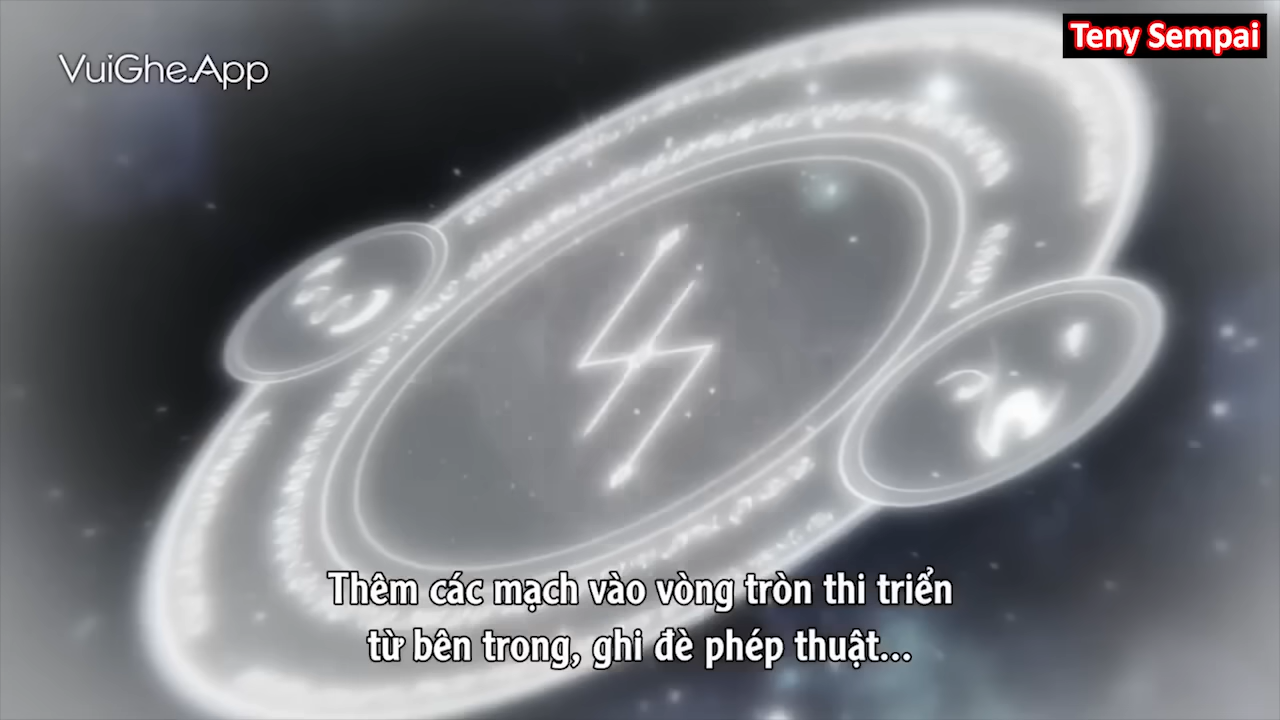 VuiGhe.App
Teny Sempai
Thêm các mạch vào vòng tròn thi triển
từ bên trong, ghi đè phép thuật...